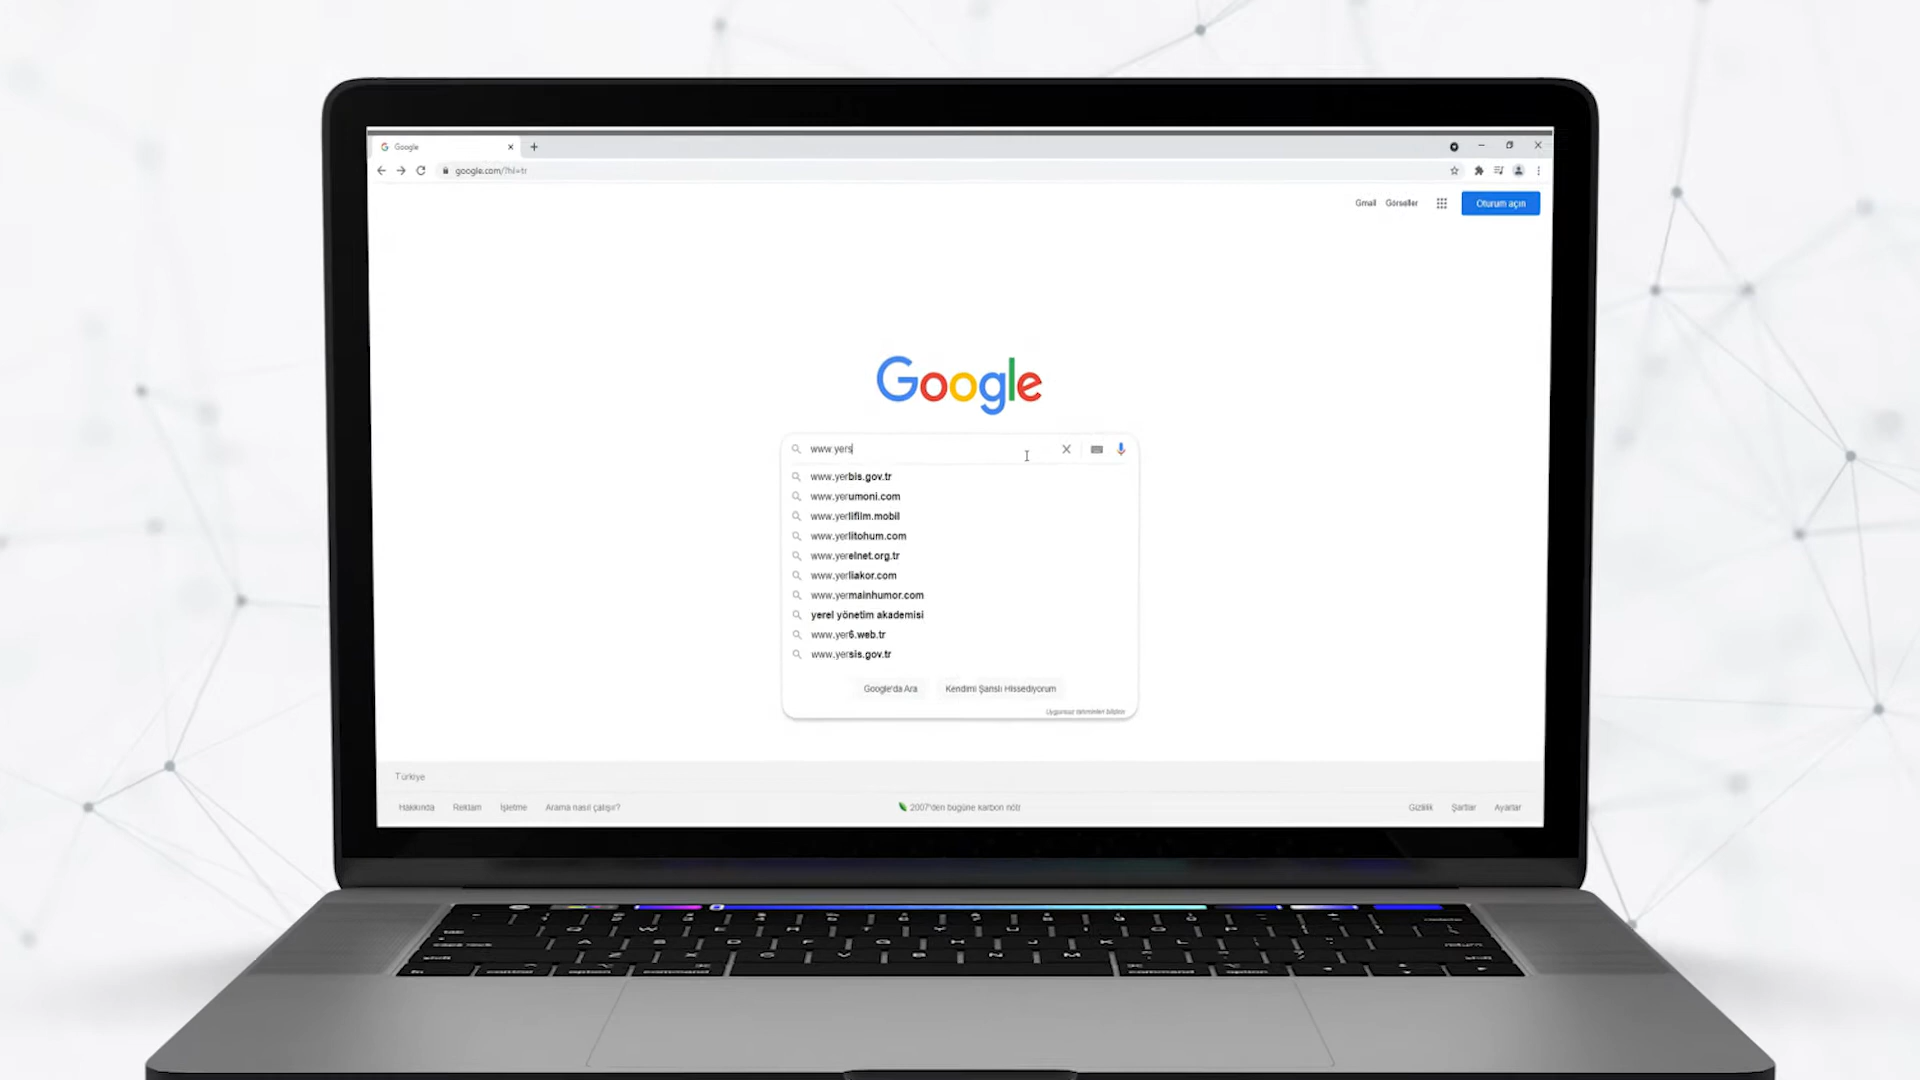 Google
google.com/?hl=tr
Gmail Görseller Oturum açın
Google
www.yers
www.yerbis.gov.tr
www.yerumoni.com
www.yerlifilm.mobil
www.yerlitohum.com
www.yerelnet.org.tr
www.yerliakor.com
www.yermainhumor.com
yerel yönetim akademisi
www.yer6.web.tr
www.yersis.gov.tr
Google'da Ara Kendimi Şanslı Hissediyorum
Uygunsuz tahminleri bildirin
Türkiye
Hakkında Reklam İşletme Arama nasıl çalışır? 2007'den bugüne karbon nötr Gizlilik Şartlar Ayarlar